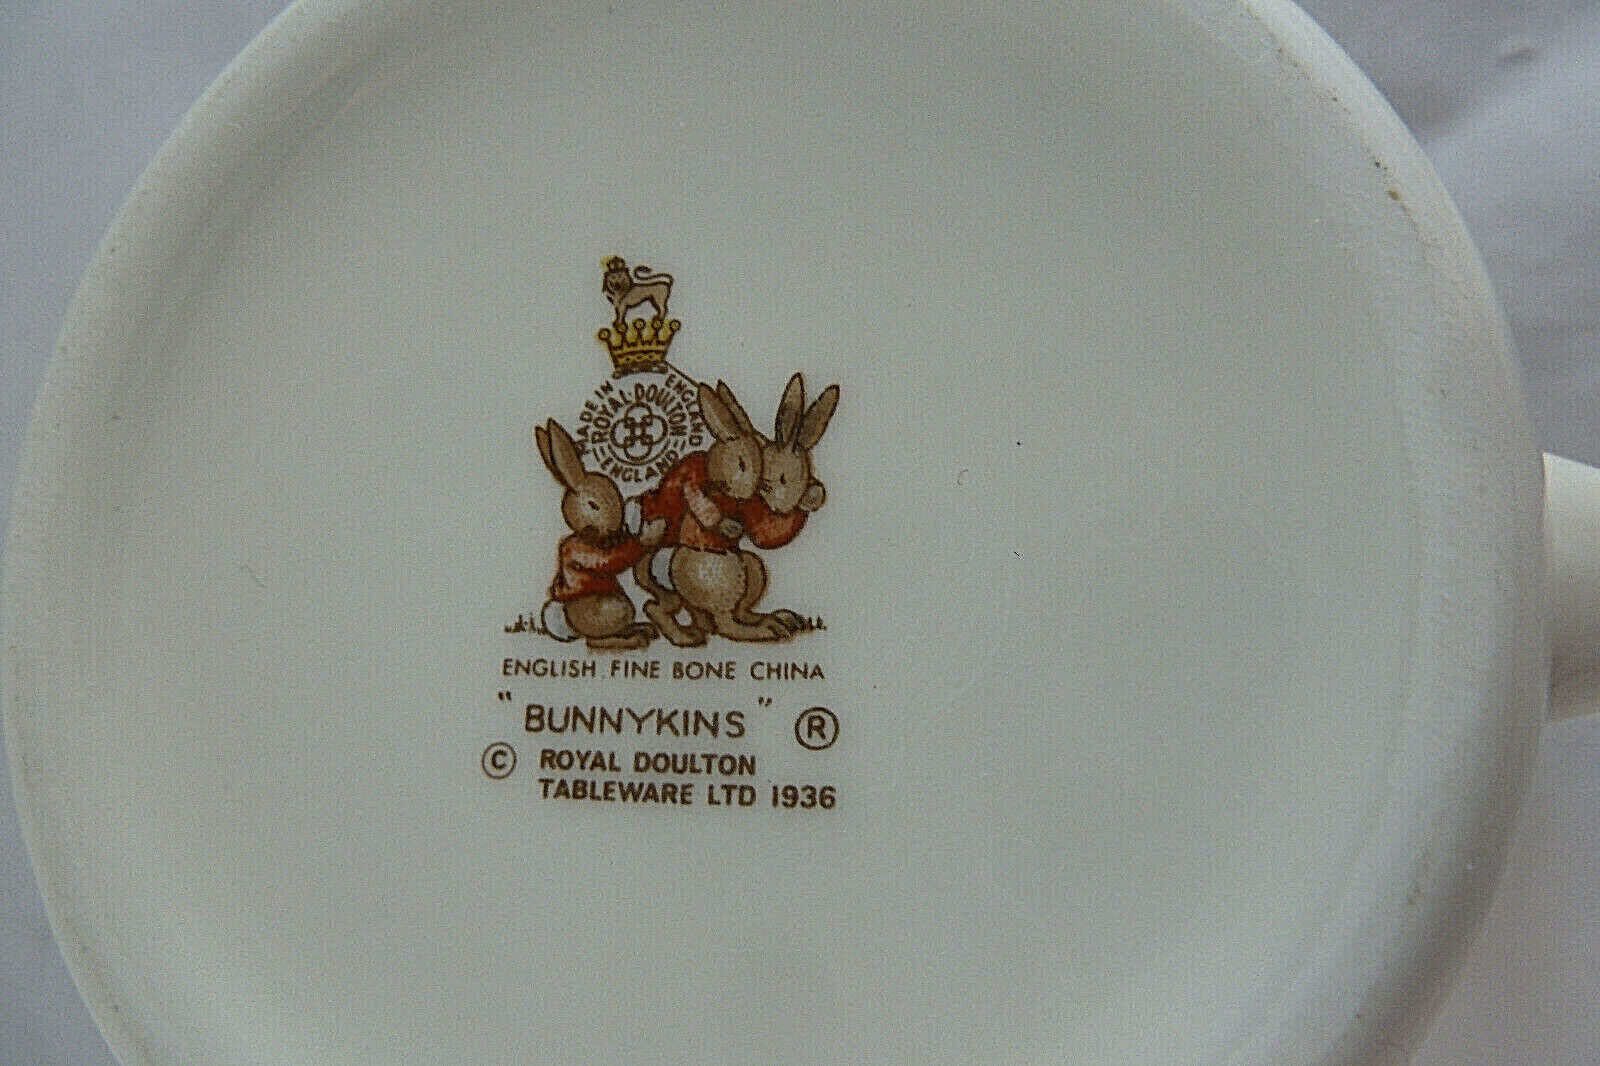 MADE IN ENGLAND
ROYAL·DOULTON
ENGLAND
ENGLISH FINE BONE CHINA
"BUNNYKINS" ®
© ROYAL DOULTON
TABLEWARE LTD 1936